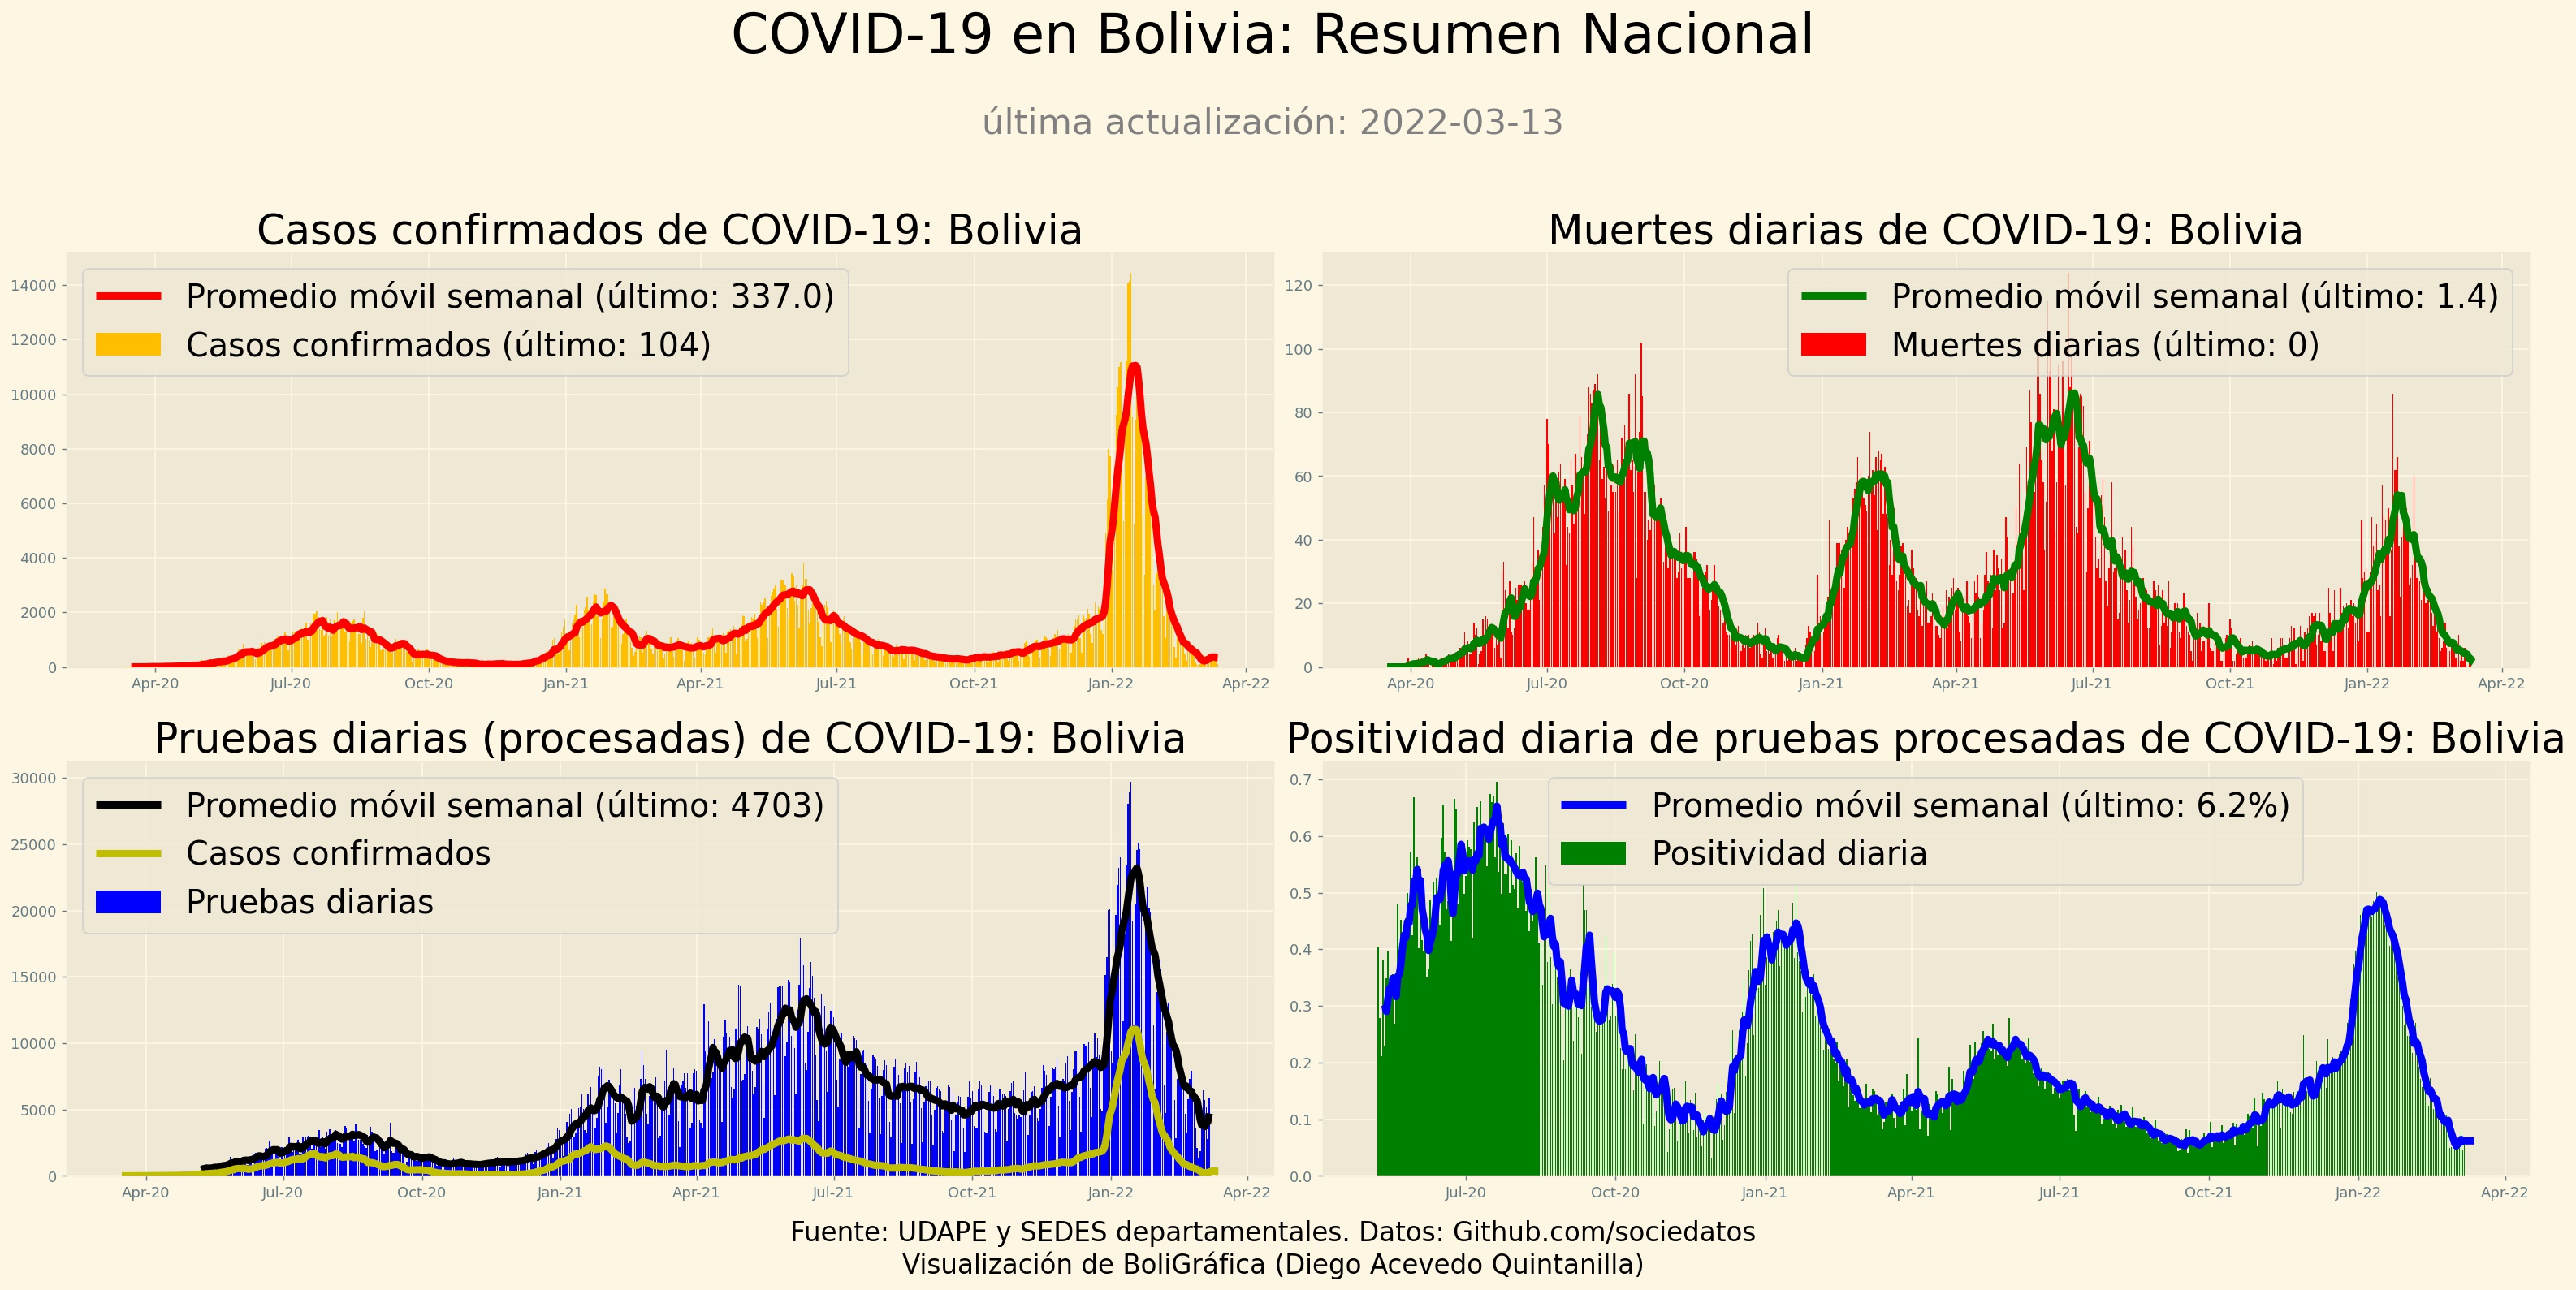 COVID-19 en Bolivia: Resumen Nacional
última actualización: 2022-03-13
Casos confirmados de COVID-19: Bolivia
Promedio móvil semanal (último: 337.0)
Casos confirmados (último: 104)
14000
12000
10000
8000
6000
4000
2000
0
Apr-20 Jul-20 Oct-20 Jan-21 Apr-21 Jul-21 Oct-21 Jan-22 Apr-22
Muertes diarias de COVID-19: Bolivia
Promedio móvil semanal (último: 1.4)
Muertes diarias (último: 0)
120
100
80
60
40
20
0
Apr-20 Jul-20 Oct-20 Jan-21 Apr-21 Jul-21 Oct-21 Jan-22 Apr-22
Pruebas diarias (procesadas) de COVID-19: Bolivia
Promedio móvil semanal (último: 4703)
Casos confirmados
Pruebas diarias
30000
25000
20000
15000
10000
5000
0
Apr-20 Jul-20 Oct-20 Jan-21 Apr-21 Jul-21 Oct-21 Jan-22 Apr-22
Positividad diaria de pruebas procesadas de COVID-19: Bolivia
Promedio móvil semanal (último: 6.2%)
Positividad diaria
0.7
0.6
0.5
0.4
0.3
0.2
0.1
0.0
Jul-20 Oct-20 Jan-21 Apr-21 Jul-21 Oct-21 Jan-22 Apr-22
Fuente: UDAPE y SEDES departamentales. Datos: Github.com/sociedatos
Visualización de BoliGráfica (Diego Acevedo Quintanilla)